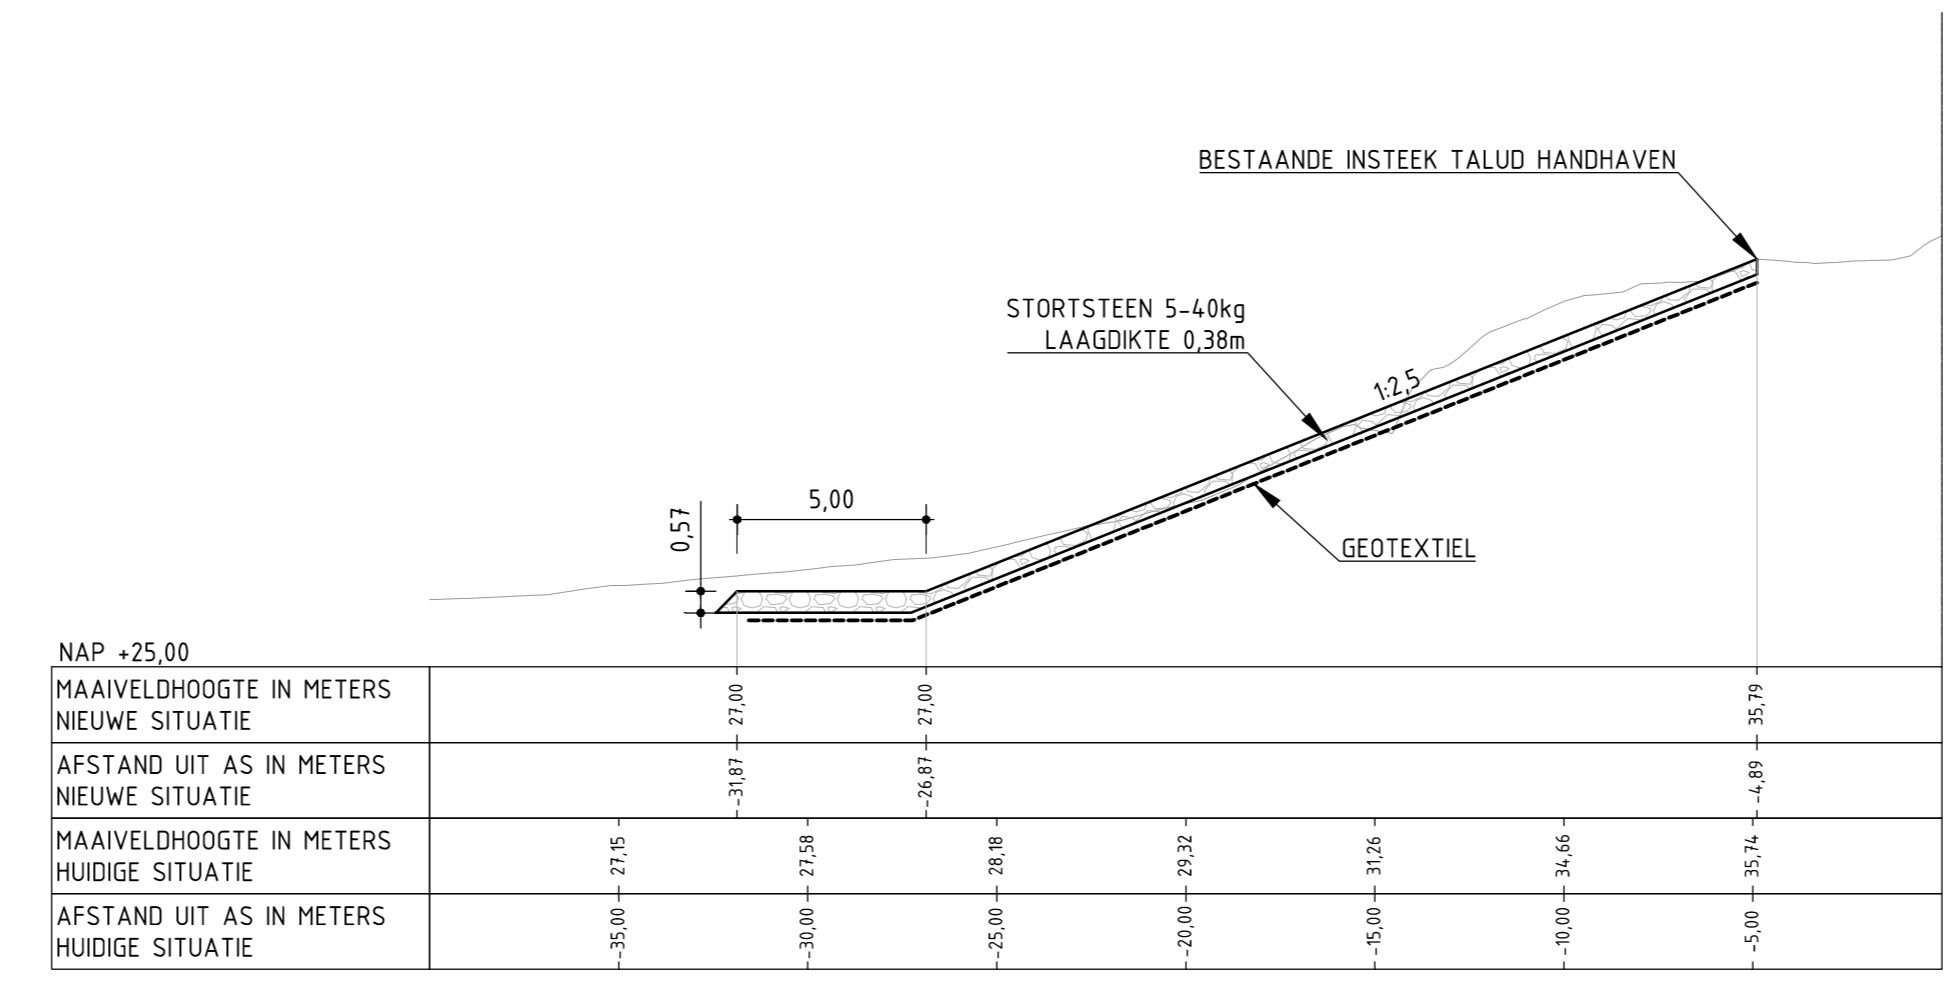 BESTAANDE INSTEEK TALUD HANDHAVEN
STORTSTEEN 5-40kg
LAAGDIKTE 0,38m
1:2,5
5,00
0,57
GEOTEXTIEL
NAP +25,00
MAAIVELDHOOGTE IN METERS
NIEUWE SITUATIE
27,00 27,00 35,79
AFSTAND UIT AS IN METERS
NIEUWE SITUATIE
-31,87 -26,87 -4,89
MAAIVELDHOOGTE IN METERS
HUIDIGE SITUATIE
27,15 27,58 28,18 29,32 31,26 34,66 35,74
AFSTAND UIT AS IN METERS
HUIDIGE SITUATIE
-35,00 -30,00 -25,00 -20,00 -15,00 -10,00 -5,00